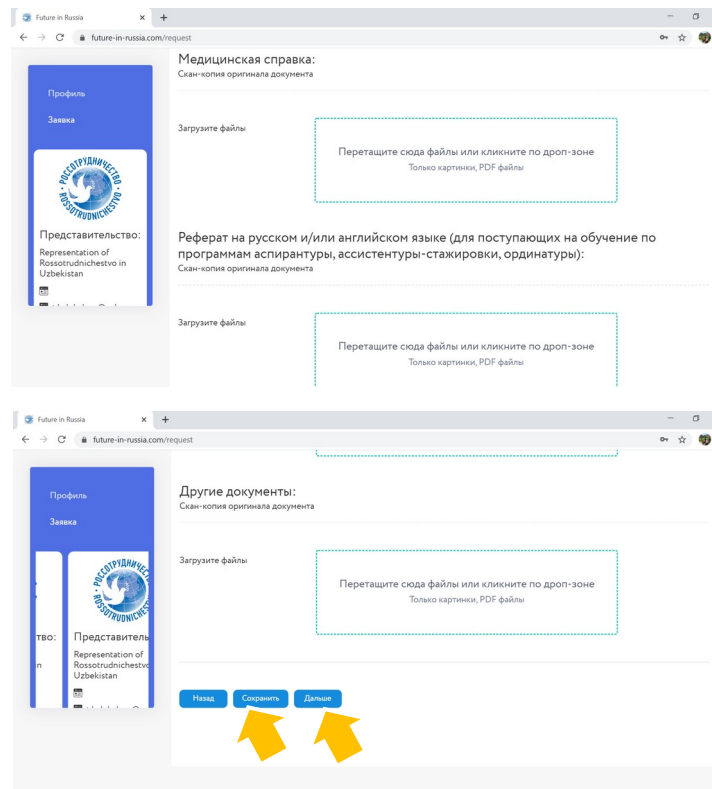 Future in Russia
future-in-russia.com/request
Профиль
Заявка
РОССОТРУДНИЧЕСТВО • ROSSOTRUDNICHESTVO •
Представительство:
Representation of
Rossotrudnichestvo in
Uzbekistan
Медицинская справка:
Скан-копия оригинала документа
Загрузите файлы
Перетащите сюда файлы или кликните по дроп-зоне
Только картинки, PDF файлы
Реферат на русском и/или английском языке (для поступающих на обучение по
программам аспирантуры, ассистентуры-стажировки, ординатуры):
Скан-копия оригинала документа
Загрузите файлы
Перетащите сюда файлы или кликните по дроп-зоне
Только картинки, PDF файлы
Future in Russia
future-in-russia.com/request
Профиль
Заявка
тво:
n
Представитель
Representation of
Rossotrudnichestvo
Uzbekistan
Другие документы:
Скан-копия оригинала документа
Загрузите файлы
Перетащите сюда файлы или кликните по дроп-зоне
Только картинки, PDF файлы
Назад
Сохранить
Дальше